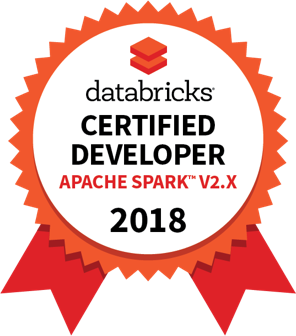 databricks®
CERTIFIED
DEVELOPER
APACHE SPARK™ V2.X
2018